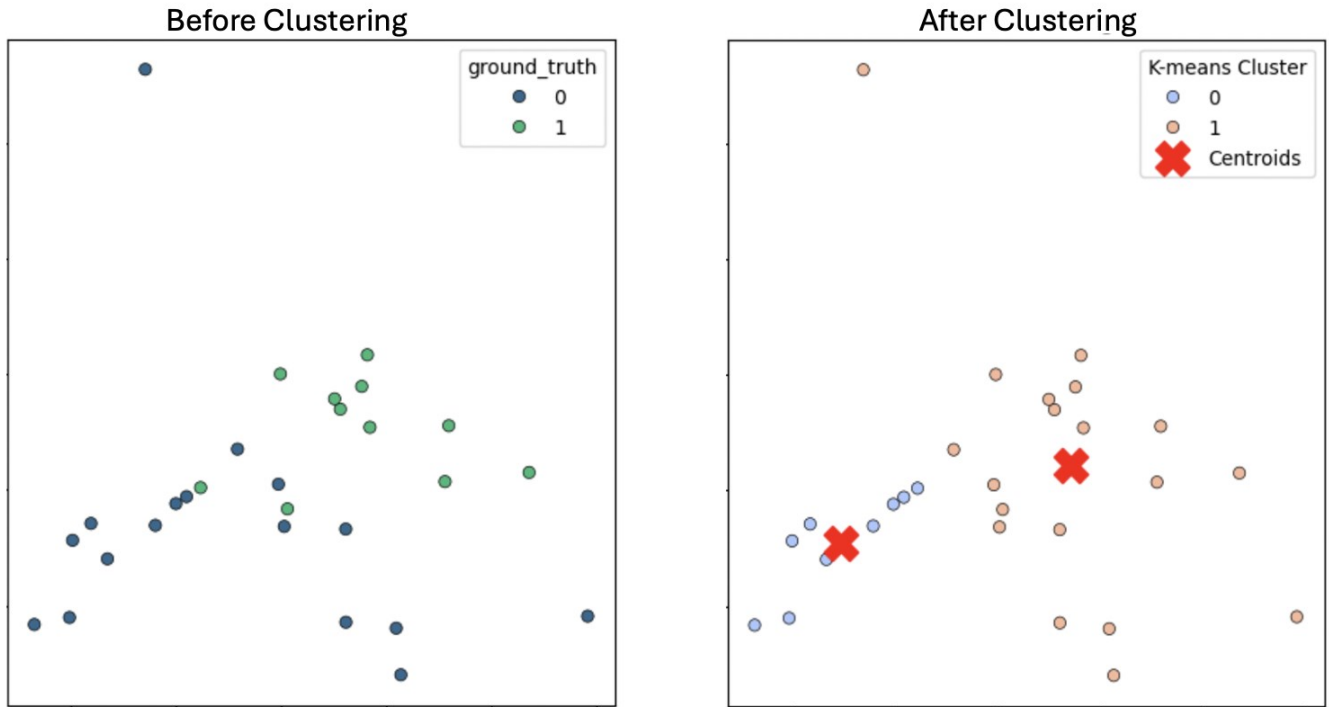 Before Clustering
ground_truth
0
1
After Clustering
K-means Cluster
0
1
Centroids